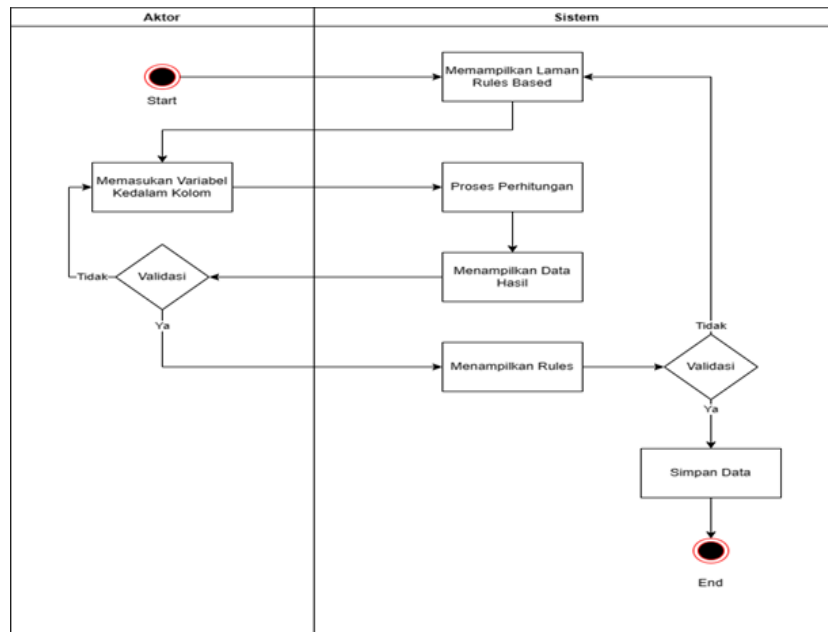 Aktor
Sistem
Start
Memampilkan Laman
Rules Based
Memasukan Variabel
Kedalam Kolom
Proses Perhitungan
Tidak
Validasi
Menampilkan Data
Hasil
Ya
Menampilkan Rules
Tidak
Validasi
Ya
Simpan Data
End